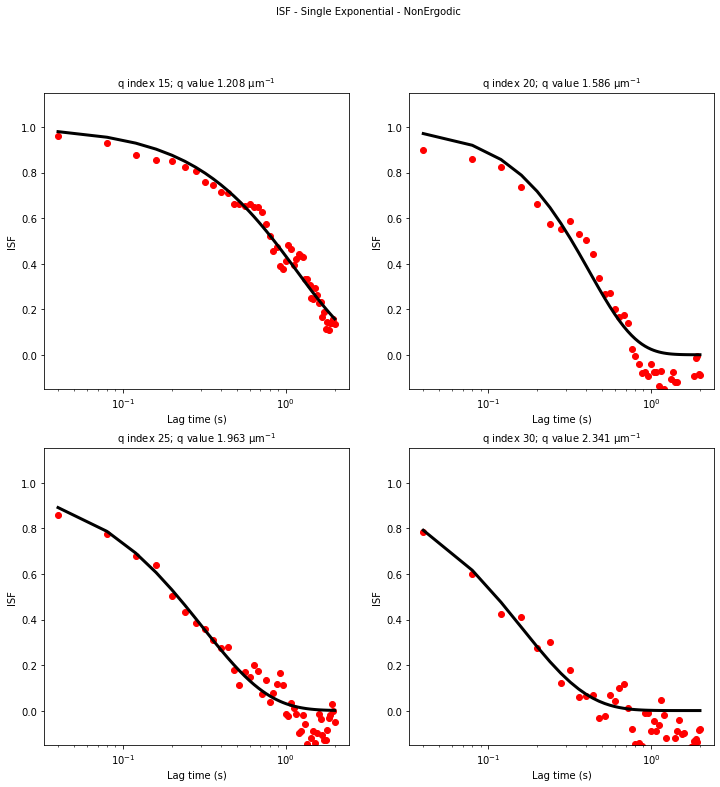 ISF - Single Exponential - NonErgodic
q index 15; q value 1.208 μm⁻¹
q index 20; q value 1.586 μm⁻¹
1.0
0.8
0.6
0.4
0.2
0.0
ISF
10⁻¹
10⁰
Lag time (s)
1.0
0.8
0.6
0.4
0.2
0.0
ISF
10⁻¹
10⁰
Lag time (s)
q index 25; q value 1.963 μm⁻¹
q index 30; q value 2.341 μm⁻¹
1.0
0.8
0.6
0.4
0.2
0.0
ISF
10⁻¹
10⁰
Lag time (s)
1.0
0.8
0.6
0.4
0.2
0.0
ISF
10⁻¹
10⁰
Lag time (s)